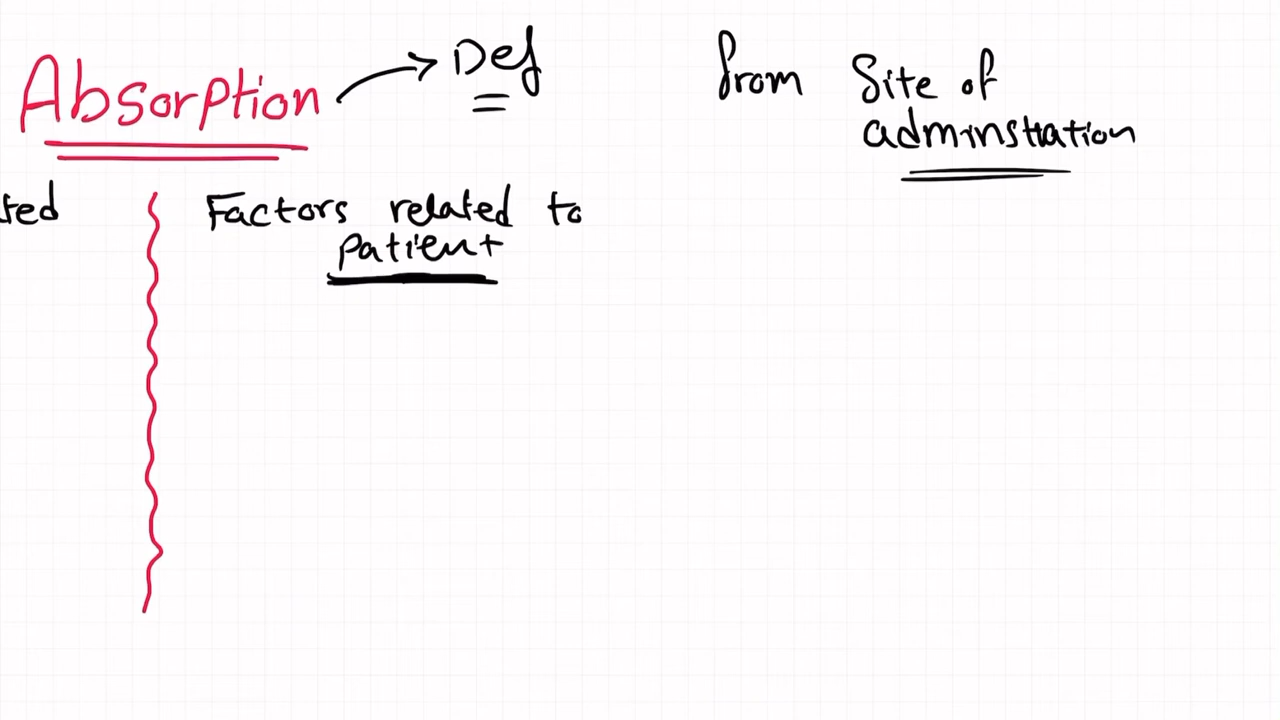 Absorption → Def from Site of
adminstration
ted Factors related to
patient